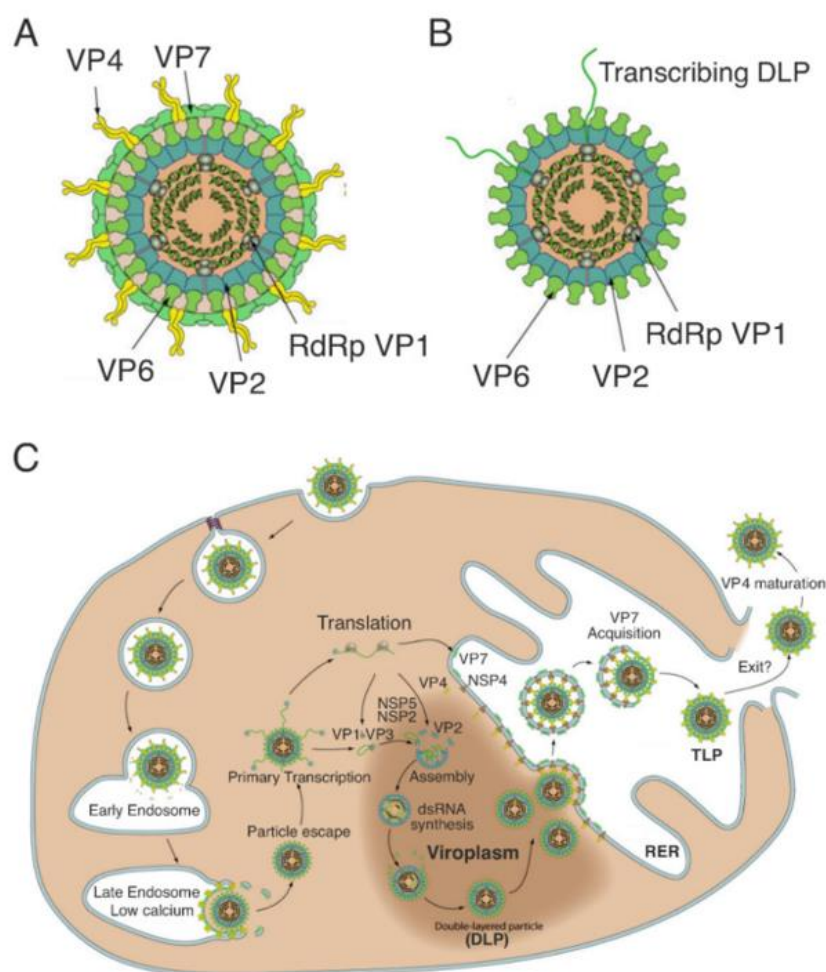 A
VP4
VP7
VP6
VP2
RdRp VP1
B
Transcribing DLP
VP6
VP2
RdRp VP1
C
Translation
VP7
NSP4
VP4
NSP5
NSP2
VP1
VP3
VP2
Primary Transcription
Assembly
dsRNA
synthesis
Viroplasm
Double-layered particle
(DLP)
Early Endosome
Late Endosome
Low calcium
Particle escape
VP7
Acquisition
TLP
Exit?
VP4 maturation
RER